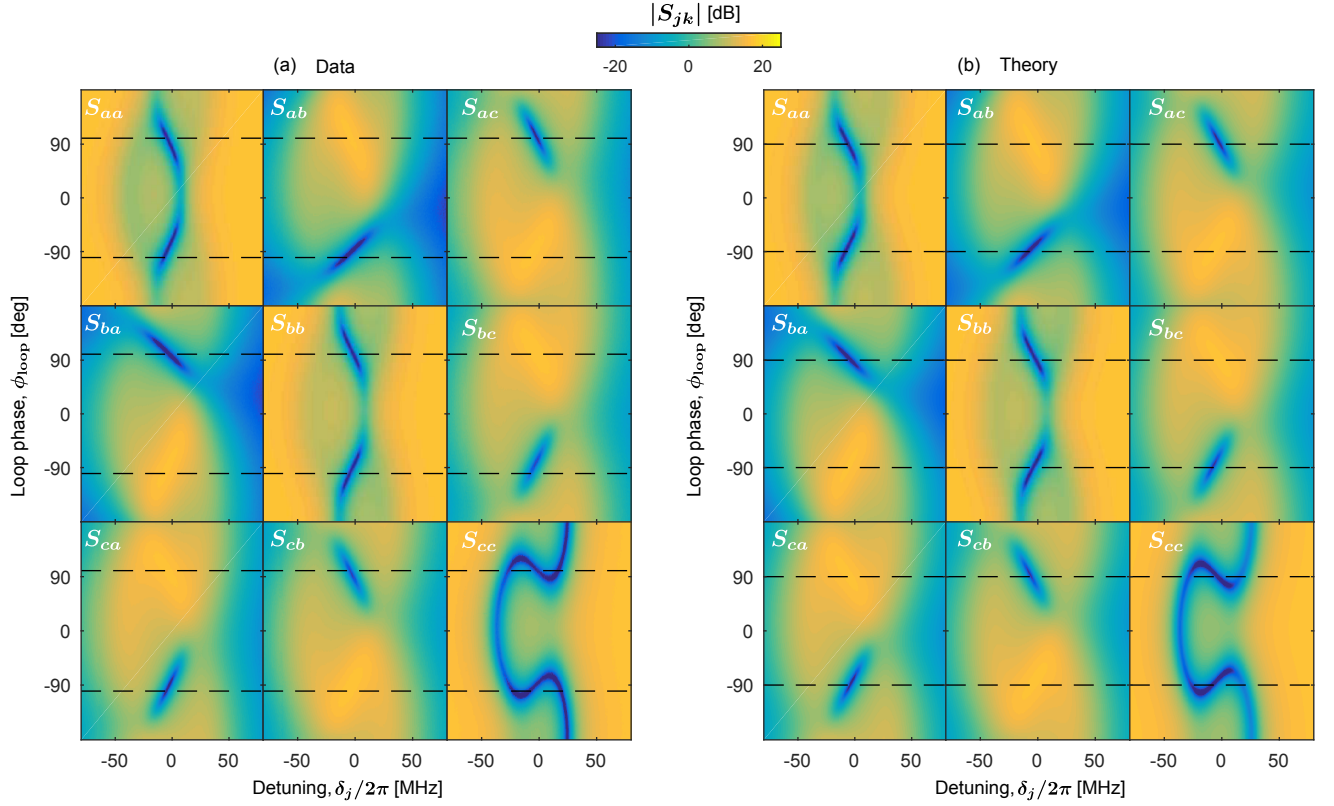 |S_jk| [dB]
-20 0 20
(a) Data
(b) Theory
S_aa S_ab S_ac
S_aa S_ab S_ac
90
0
-90
90
0
-90
S_ba S_bb S_bc
S_ba S_bb S_bc
90
0
-90
90
0
-90
S_ca S_cb S_cc
S_ca S_cb S_cc
90
0
-90
90
0
-90
Loop phase, ϕ_loop [deg]
Loop phase, ϕ_loop [deg]
-50 0 50 -50 0 50 -50 0 50
-50 0 50 -50 0 50 -50 0 50
Detuning, δ_j/2π [MHz]
Detuning, δ_j/2π [MHz]